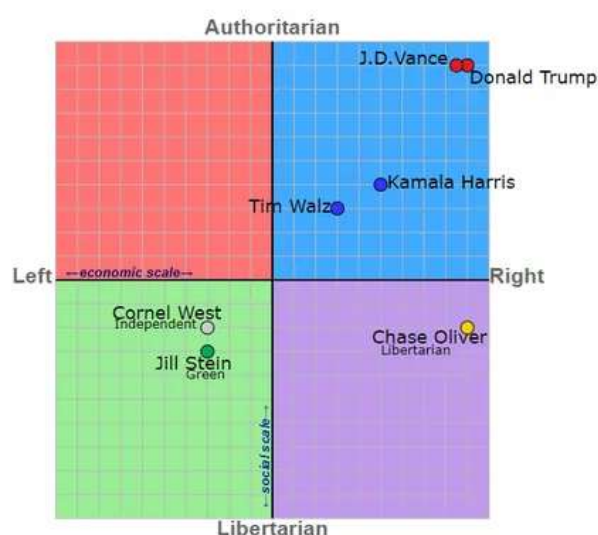 Authoritarian
J.D.Vance
Donald Trump
Kamala Harris
Tim Walz
Left
←economic scale→
Right
Cornel West
Independent
Chase Oliver
Libertarian
Jill Stein
Green
←social scale→
Libertarian